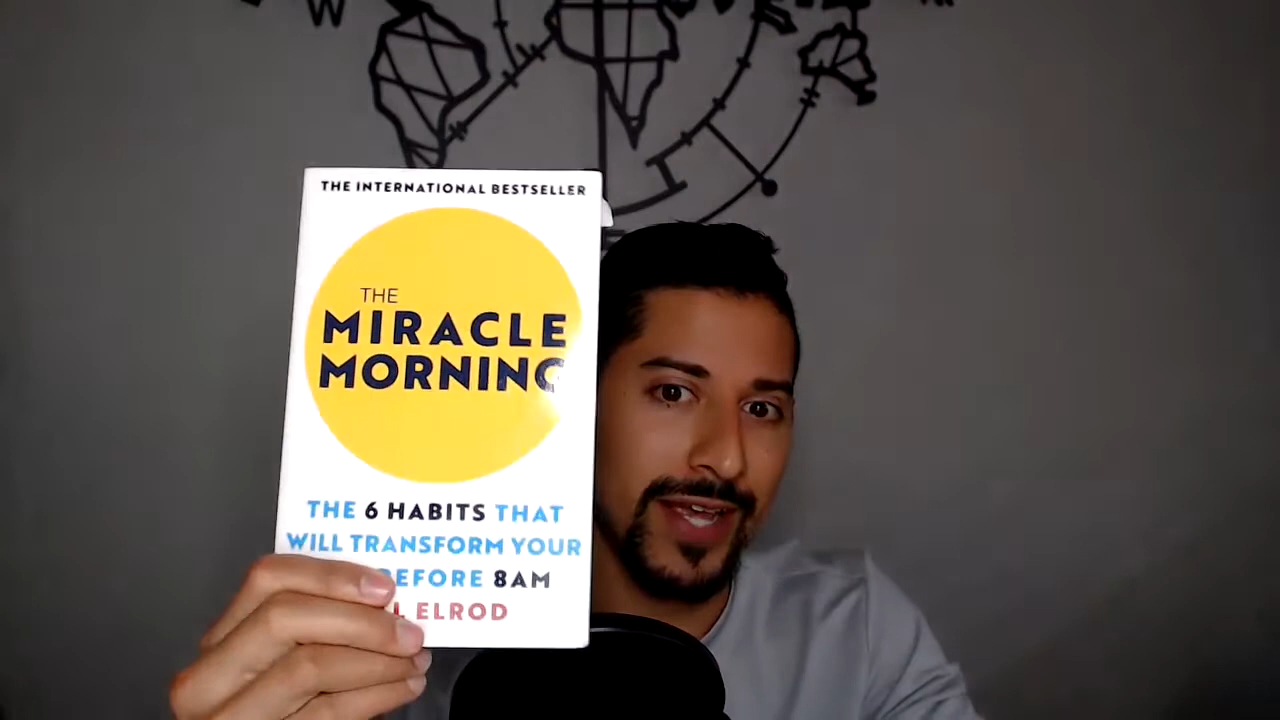 W
THE INTERNATIONAL BESTSELLER
THE
MIRACLE
MORNING
THE 6 HABITS THAT
WILL TRANSFORM YOUR
BEFORE 8AM
ELROD